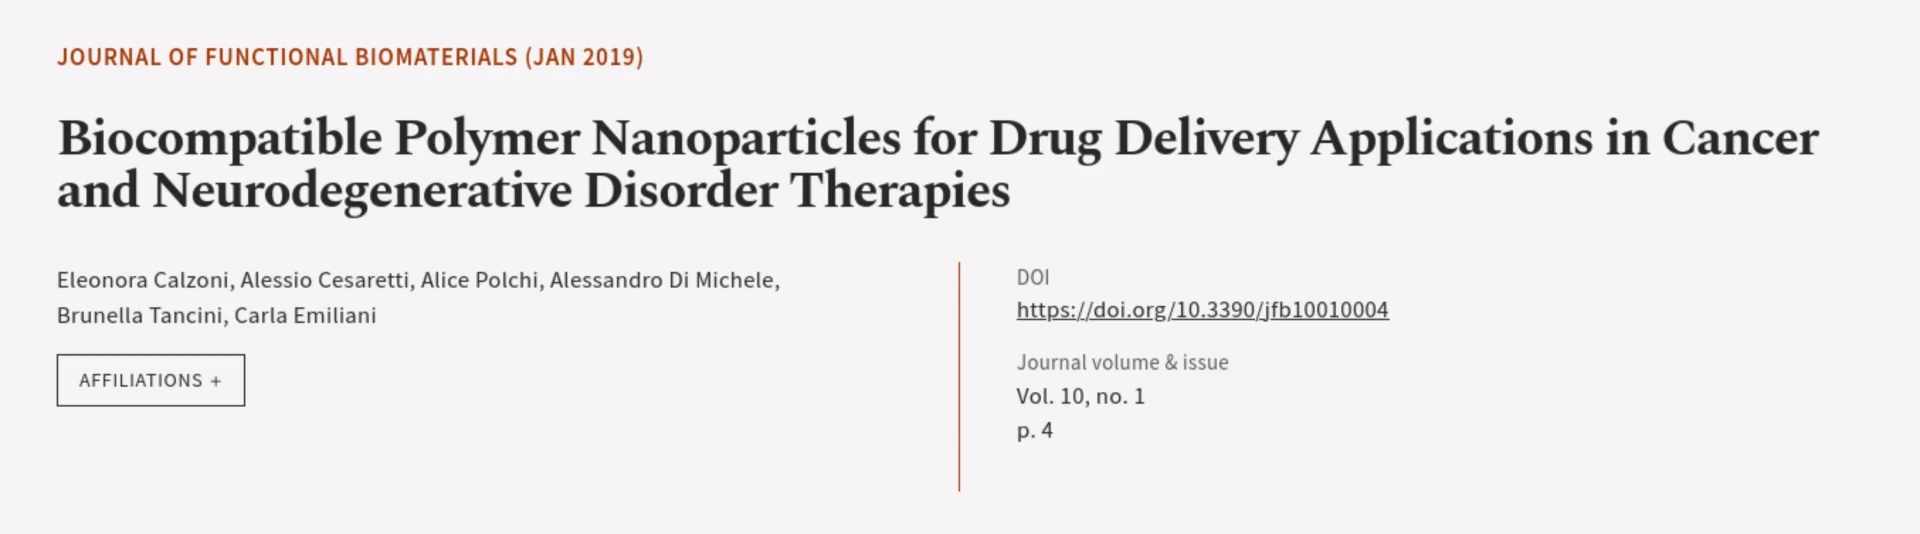 JOURNAL OF FUNCTIONAL BIOMATERIALS (JAN 2019)
Biocompatible Polymer Nanoparticles for Drug Delivery Applications in Cancer
and Neurodegenerative Disorder Therapies
Eleonora Calzoni, Alessio Cesaretti, Alice Polchi, Alessandro Di Michele,
Brunella Tancini, Carla Emiliani
AFFILIATIONS +
DOI
https://doi.org/10.3390/jfb10010004
Journal volume & issue
Vol. 10, no. 1
p. 4